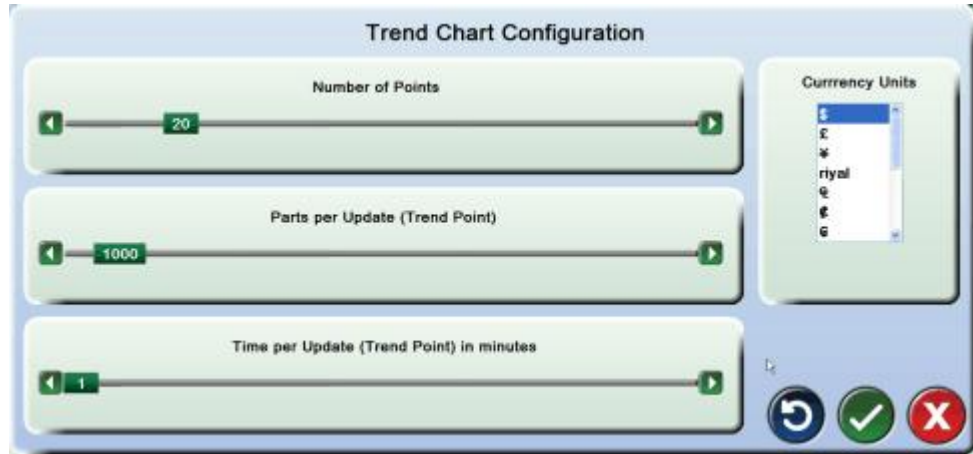 Trend Chart Configuration
Number of Points
20
Parts per Update (Trend Point)
1000
Time per Update (Trend Point) in minutes
1
Currrency Units
$
£
¥
riyal